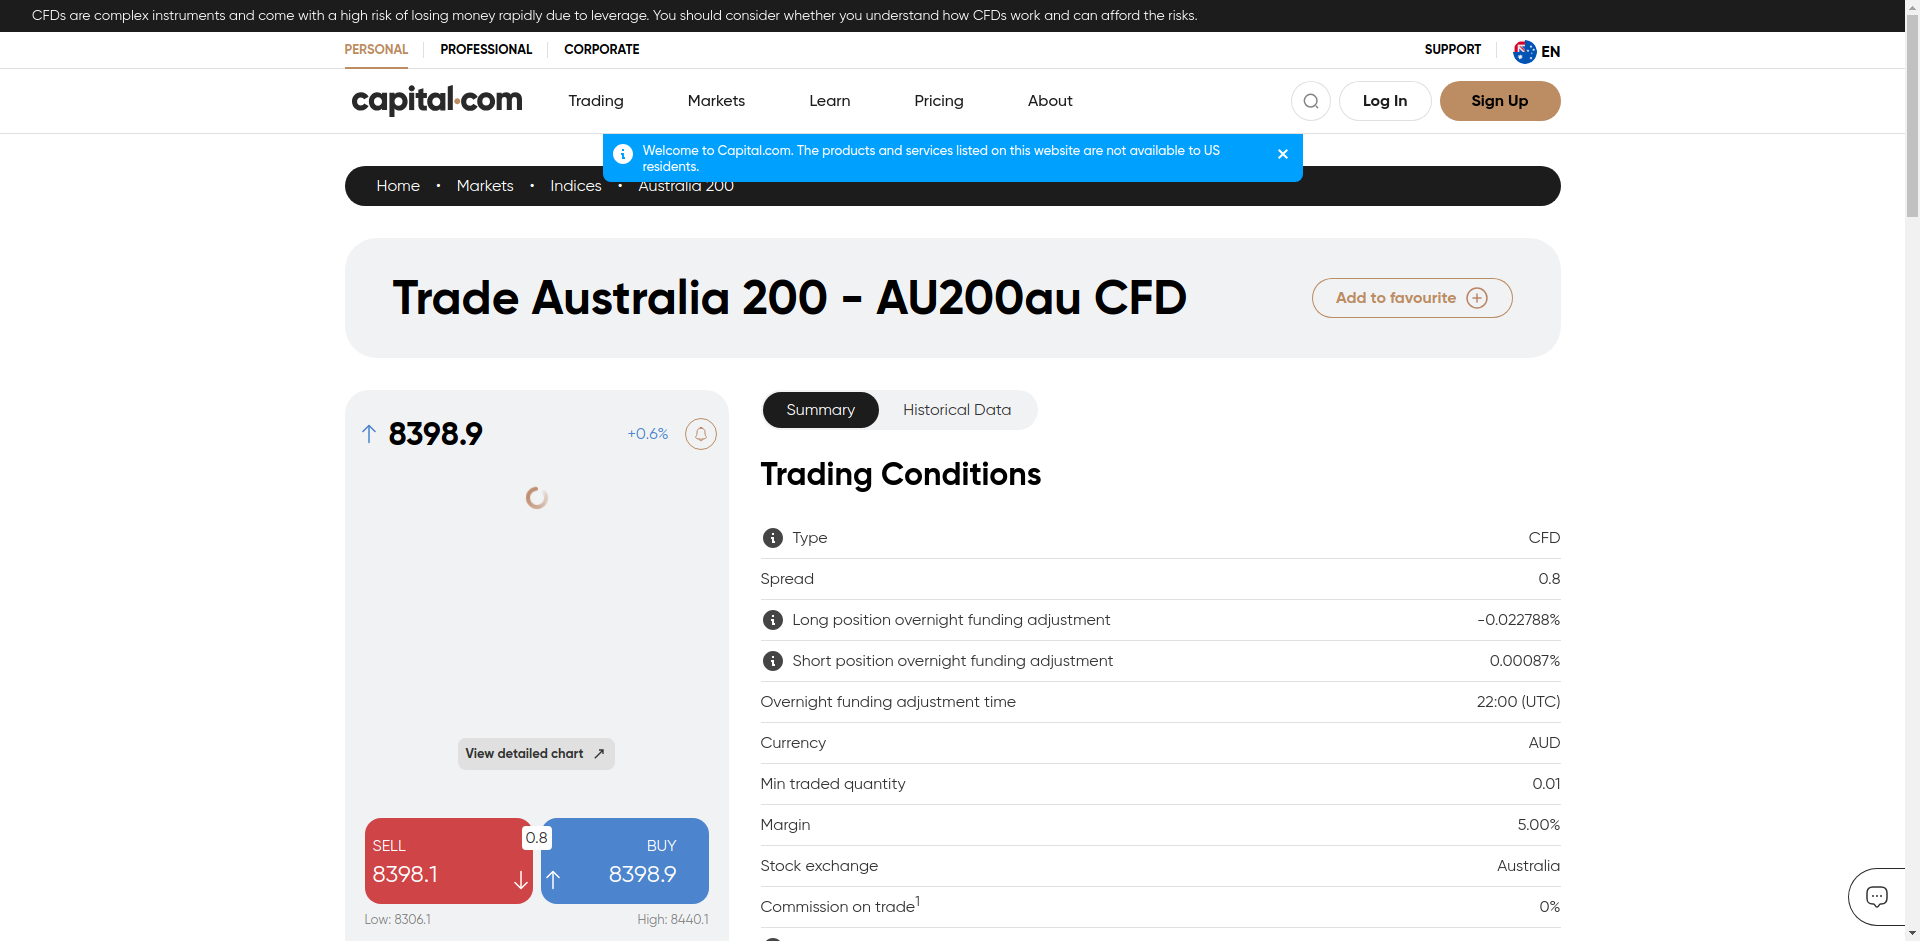 CFDs are complex instruments and come with a high risk of losing money rapidly due to leverage. You should consider whether you understand how CFDs work and can afford the risks.
PERSONAL
PROFESSIONAL
CORPORATE
SUPPORT
EN
capital.com
Trading
Markets
Learn
Pricing
About
Log In
Sign Up
Welcome to Capital.com. The products and services listed on this website are not available to US
residents.
Home • Markets • Indices • Australia 200
Trade Australia 200 - AU200au CFD
Add to favourite
8398.9
+0.6%
View detailed chart
SELL
8398.1
0.8
BUY
8398.9
Low: 8306.1
High: 8440.1
Summary
Historical Data
Trading Conditions
Type CFD
Spread 0.8
Long position overnight funding adjustment -0.022788%
Short position overnight funding adjustment 0.00087%
Overnight funding adjustment time 22:00 (UTC)
Currency AUD
Min traded quantity 0.01
Margin 5.00%
Stock exchange Australia
Commission on trade1 0%